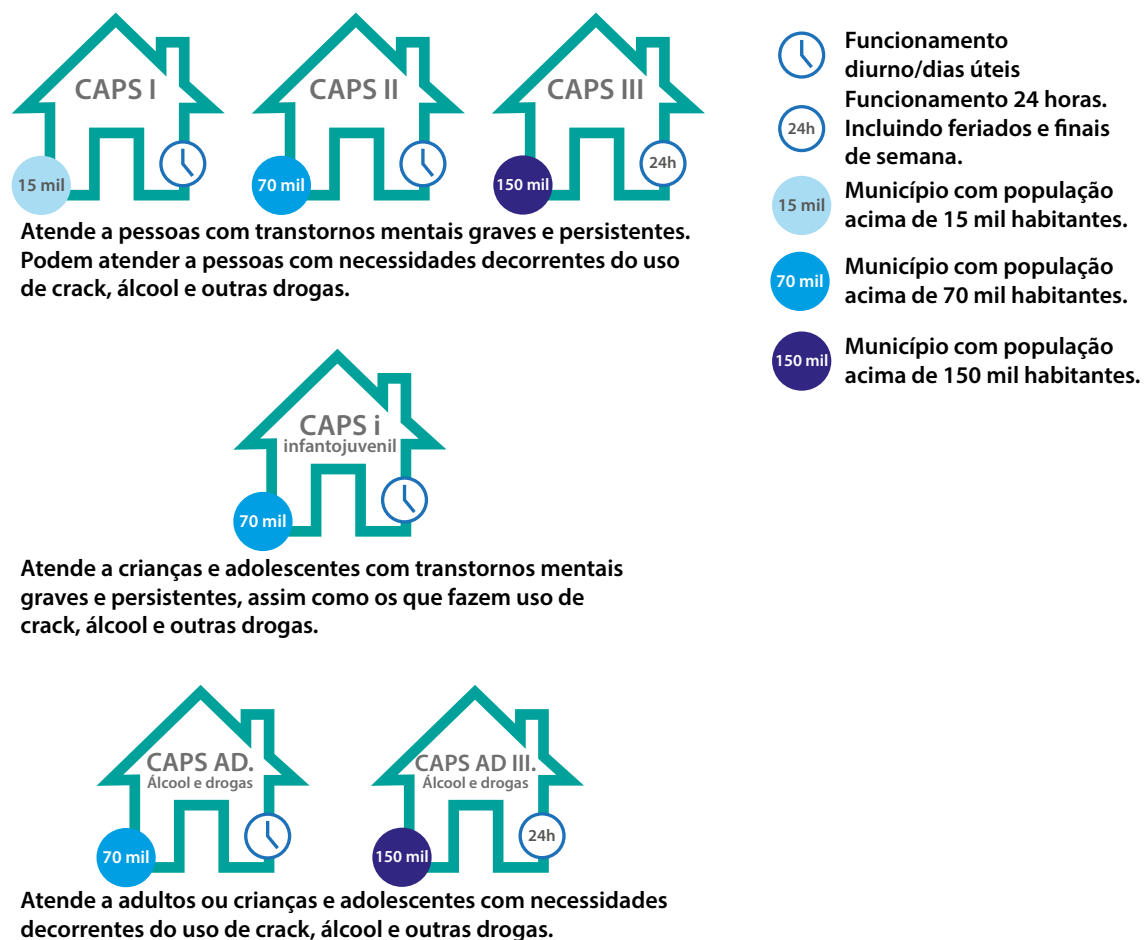 CAPS I
15 mil
CAPS II
70 mil
CAPS III
150 mil
24h
Atende a pessoas com transtornos mentais graves e persistentes.
Podem atender a pessoas com necessidades decorrentes do uso
de crack, álcool e outras drogas.
CAPS i
infantojuvenil
70 mil
Atende a crianças e adolescentes com transtornos mentais
graves e persistentes, assim como os que fazem uso de
crack, álcool e outras drogas.
CAPS AD.
Álcool e drogas
70 mil
CAPS AD III.
Álcool e drogas
150 mil
24h
Atende a adultos ou crianças e adolescentes com necessidades
decorrentes do uso de crack, álcool e outras drogas.
Funcionamento
diurno/dias úteis
24h
Funcionamento 24 horas.
Incluindo feriados e finais
de semana.
15 mil
Município com população
acima de 15 mil habitantes.
70 mil
Município com população
acima de 70 mil habitantes.
150 mil
Município com população
acima de 150 mil habitantes.